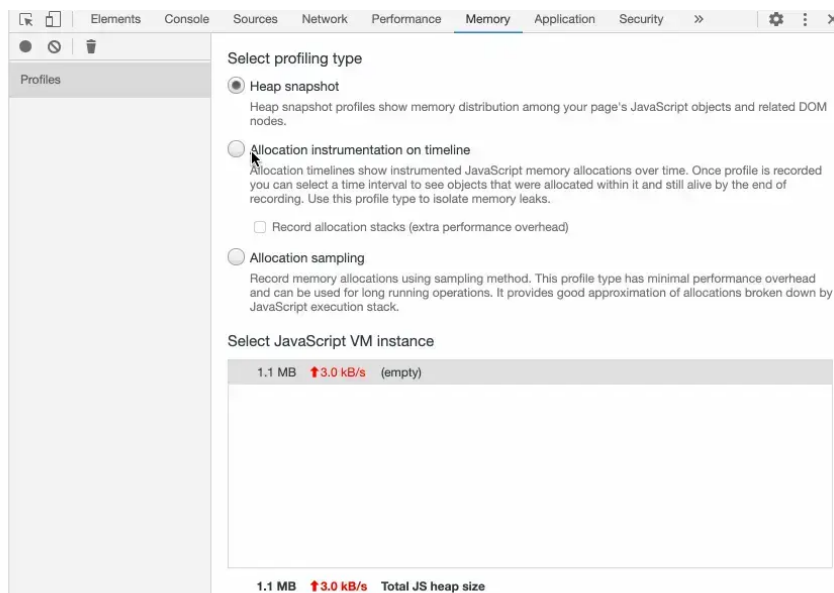 Elements Console Sources Network Performance Memory Application Security »
Profiles
Select profiling type
Heap snapshot
Heap snapshot profiles show memory distribution among your page's JavaScript objects and related DOM
nodes.
Allocation instrumentation on timeline
Allocation timelines show instrumented JavaScript memory allocations over time. Once profile is recorded
you can select a time interval to see objects that were allocated within it and still alive by the end of
recording. Use this profile type to isolate memory leaks.
Record allocation stacks (extra performance overhead)
Allocation sampling
Record memory allocations using sampling method. This profile type has minimal performance overhead
and can be used for long running operations. It provides good approximation of allocations broken down by
JavaScript execution stack.
Select JavaScript VM instance
1.1 MB 3.0 kB/s (empty)
1.1 MB 3.0 kB/s Total JS heap size